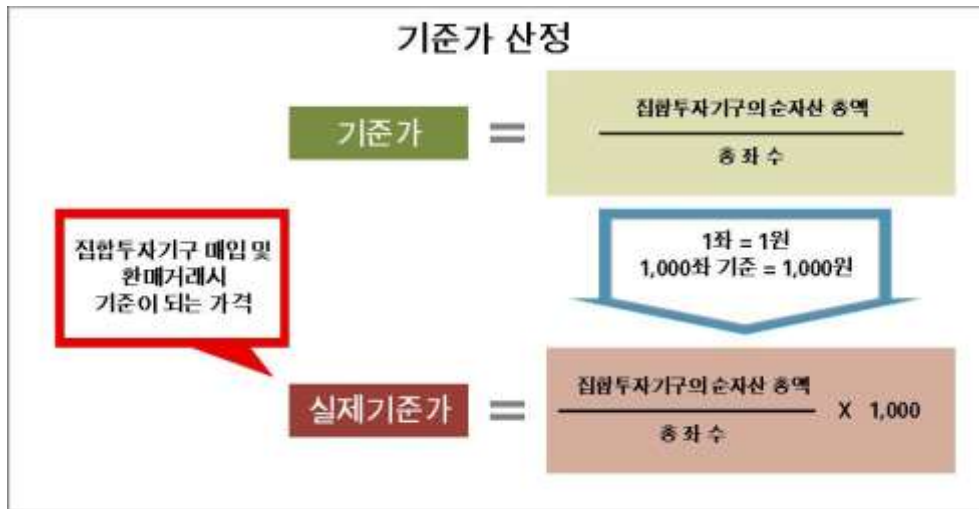 기준가 산정
기준가 =
집합투자기구의 순자산 총액
총 좌 수
집합투자기구 매입 및
환매거래시
기준이 되는 가격
1좌 = 1원
1,000좌 기준 = 1,000원
실제기준가 =
집합투자기구의 순자산 총액
총 좌 수
X 1,000